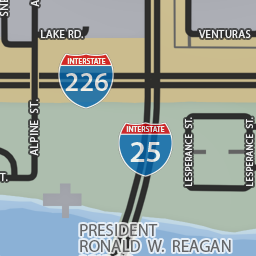 LAKE RD.
VENTURAS
INTERSTATE
226
ALPINE ST.
INTERSTATE
25
LESPERANCE ST.
LESPERANCE ST.
T.
PRESIDENT
RONALD W. REAGAN